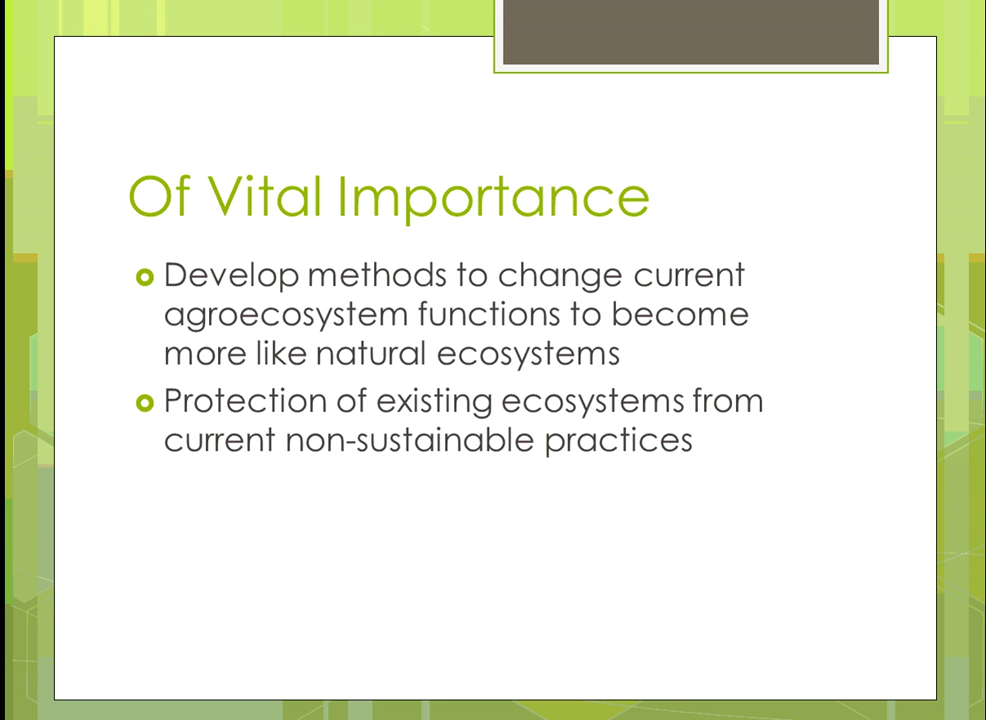 Of Vital Importance
Develop methods to change current
agroecosystem functions to become
more like natural ecosystems
Protection of existing ecosystems from
current non-sustainable practices